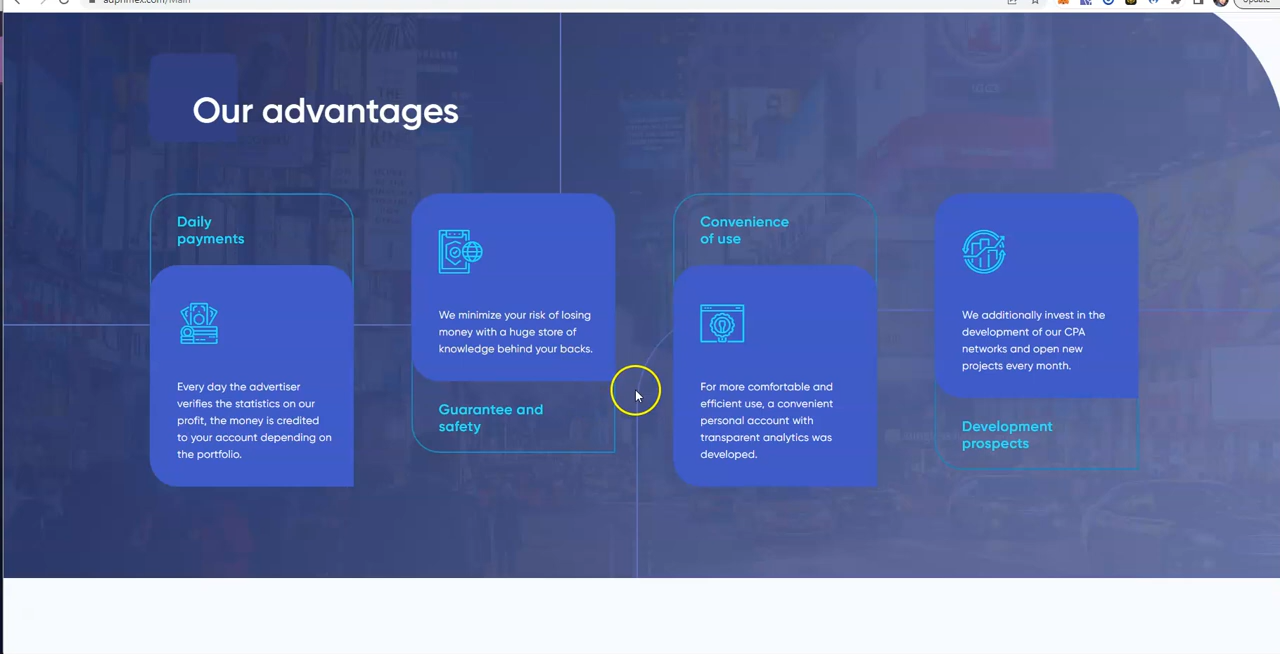 Our advantages
Daily
payments
Every day the advertiser
verifies the statistics on our
profit, the money is credited
to your account depending on
the portfolio.
We minimize your risk of losing
money with a huge store of
knowledge behind your backs.
Guarantee and
safety
Convenience
of use
For more comfortable and
efficient use, a convenient
personal account with
transparent analytics was
developed.
We additionally invest in the
development of our CPA
networks and open new
projects every month.
Development
prospects